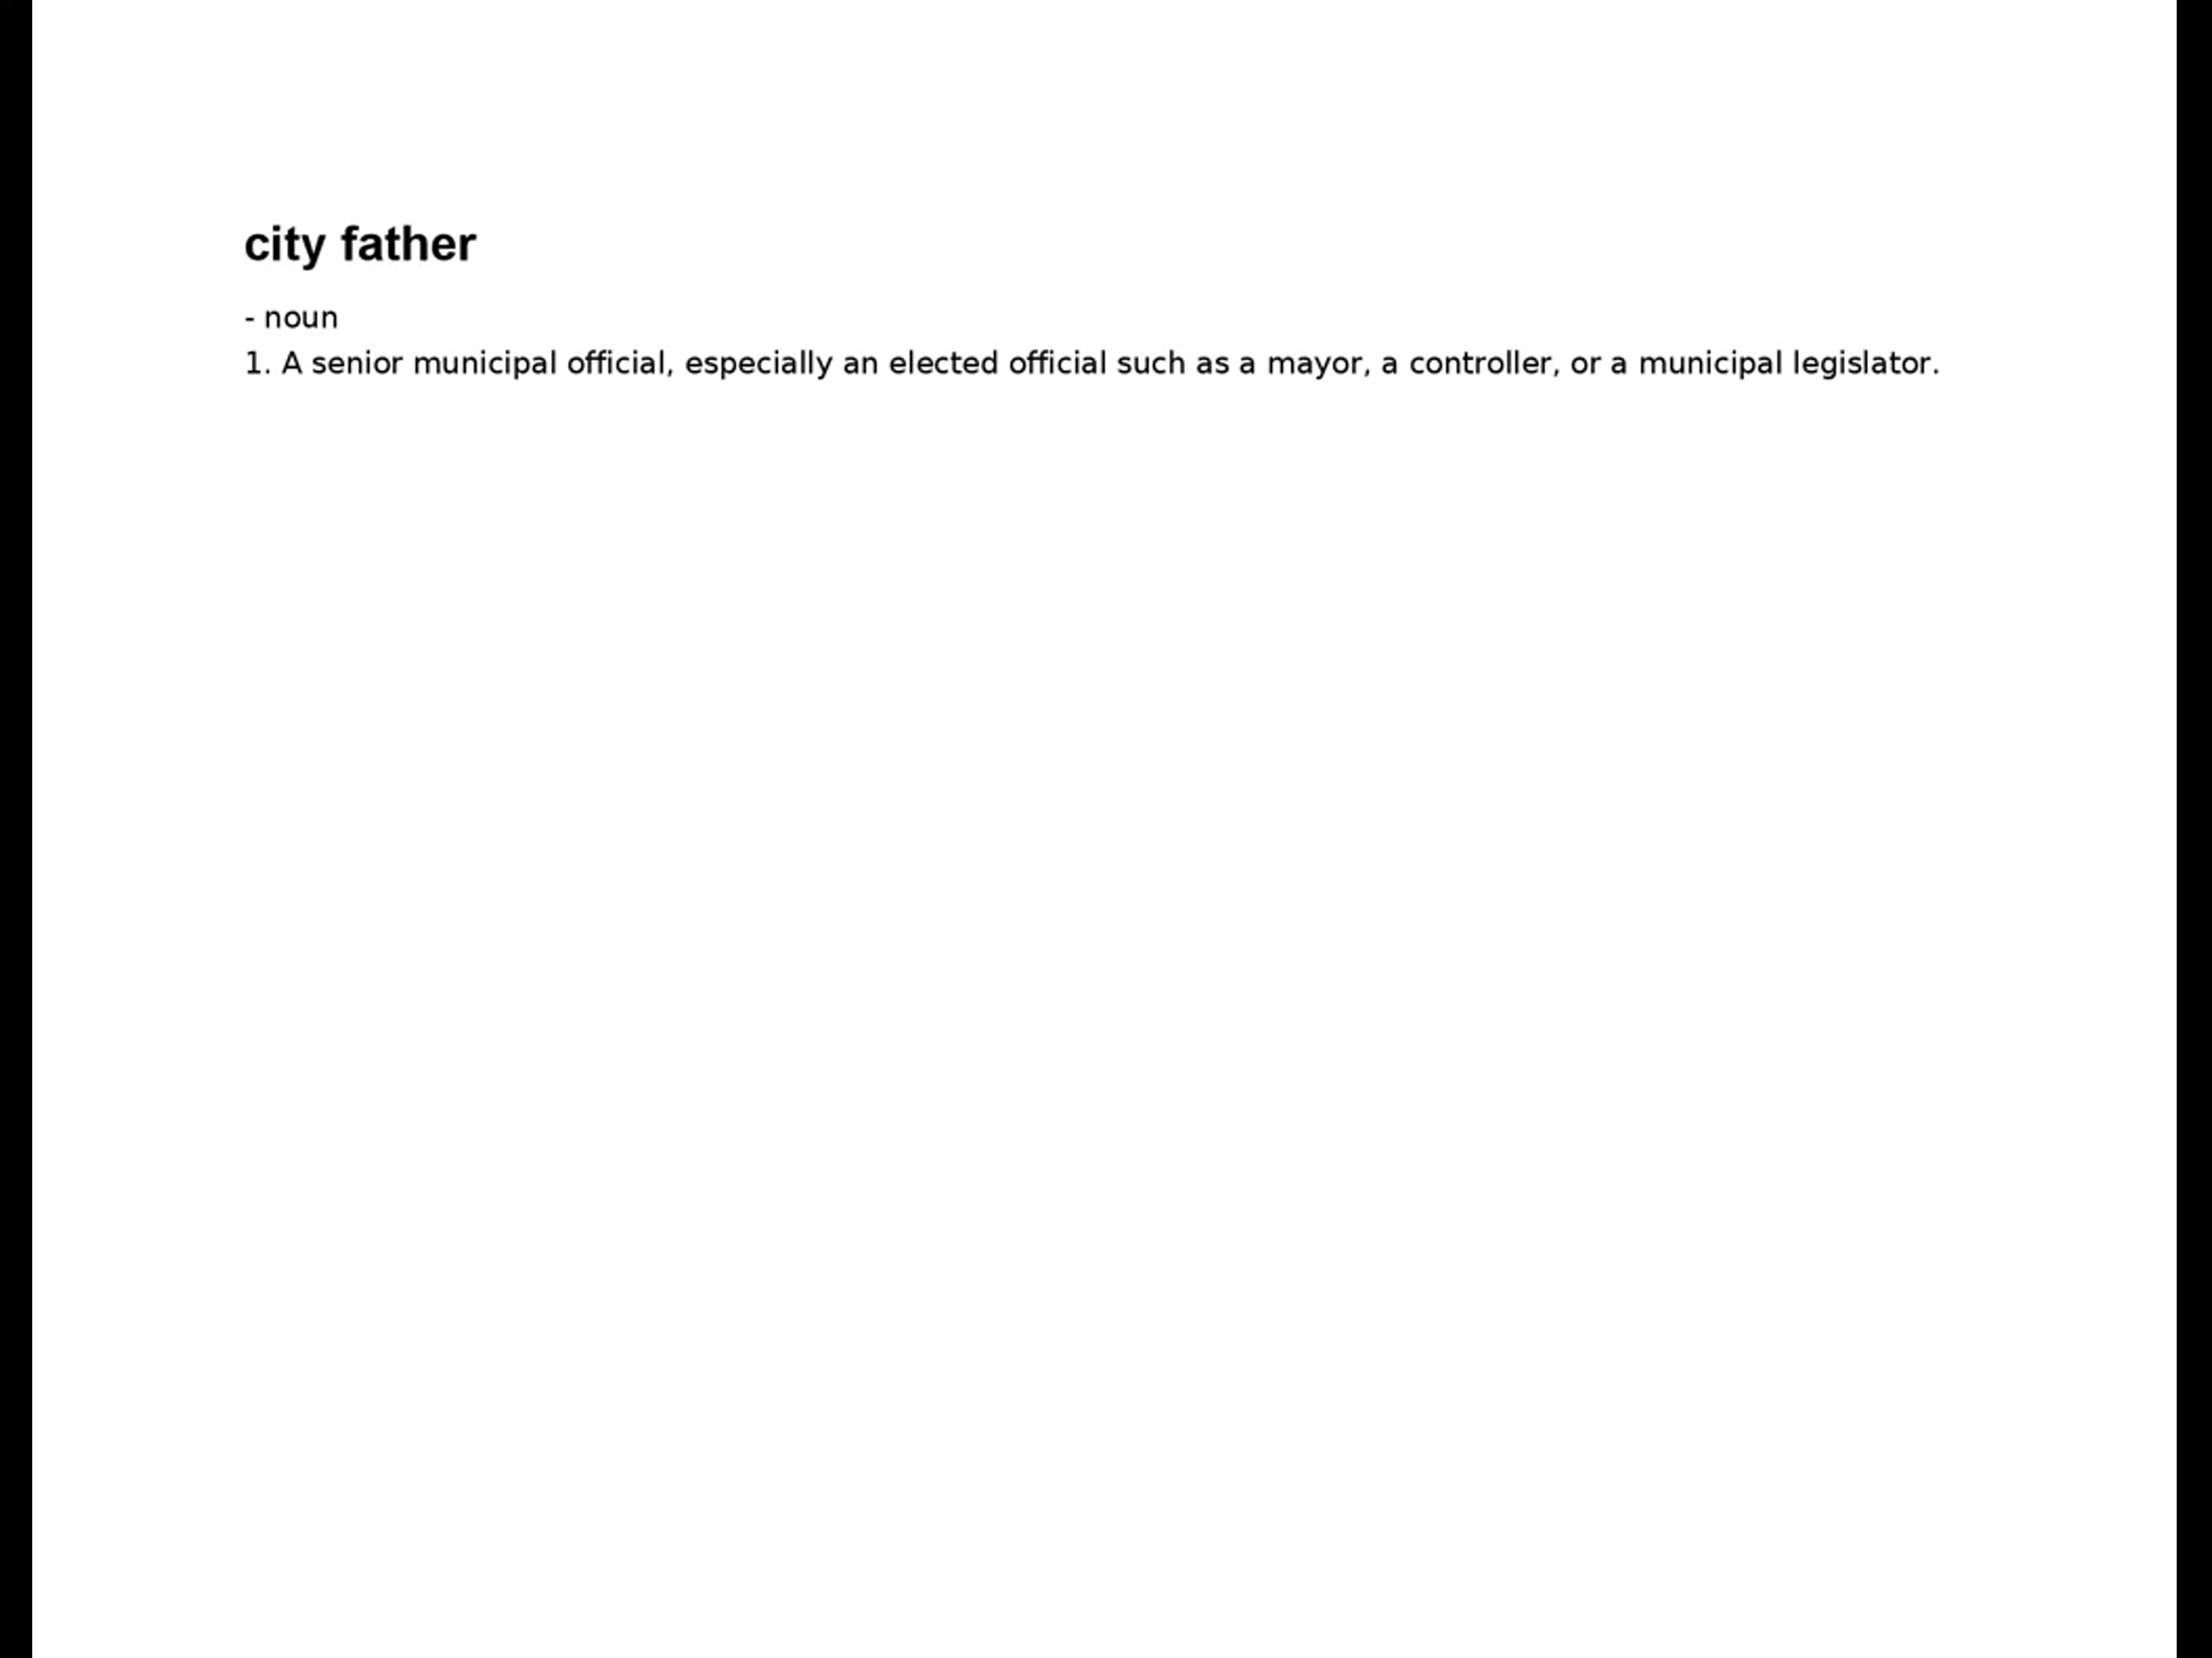 city father
- noun
1. A senior municipal official, especially an elected official such as a mayor, a controller, or a municipal legislator.